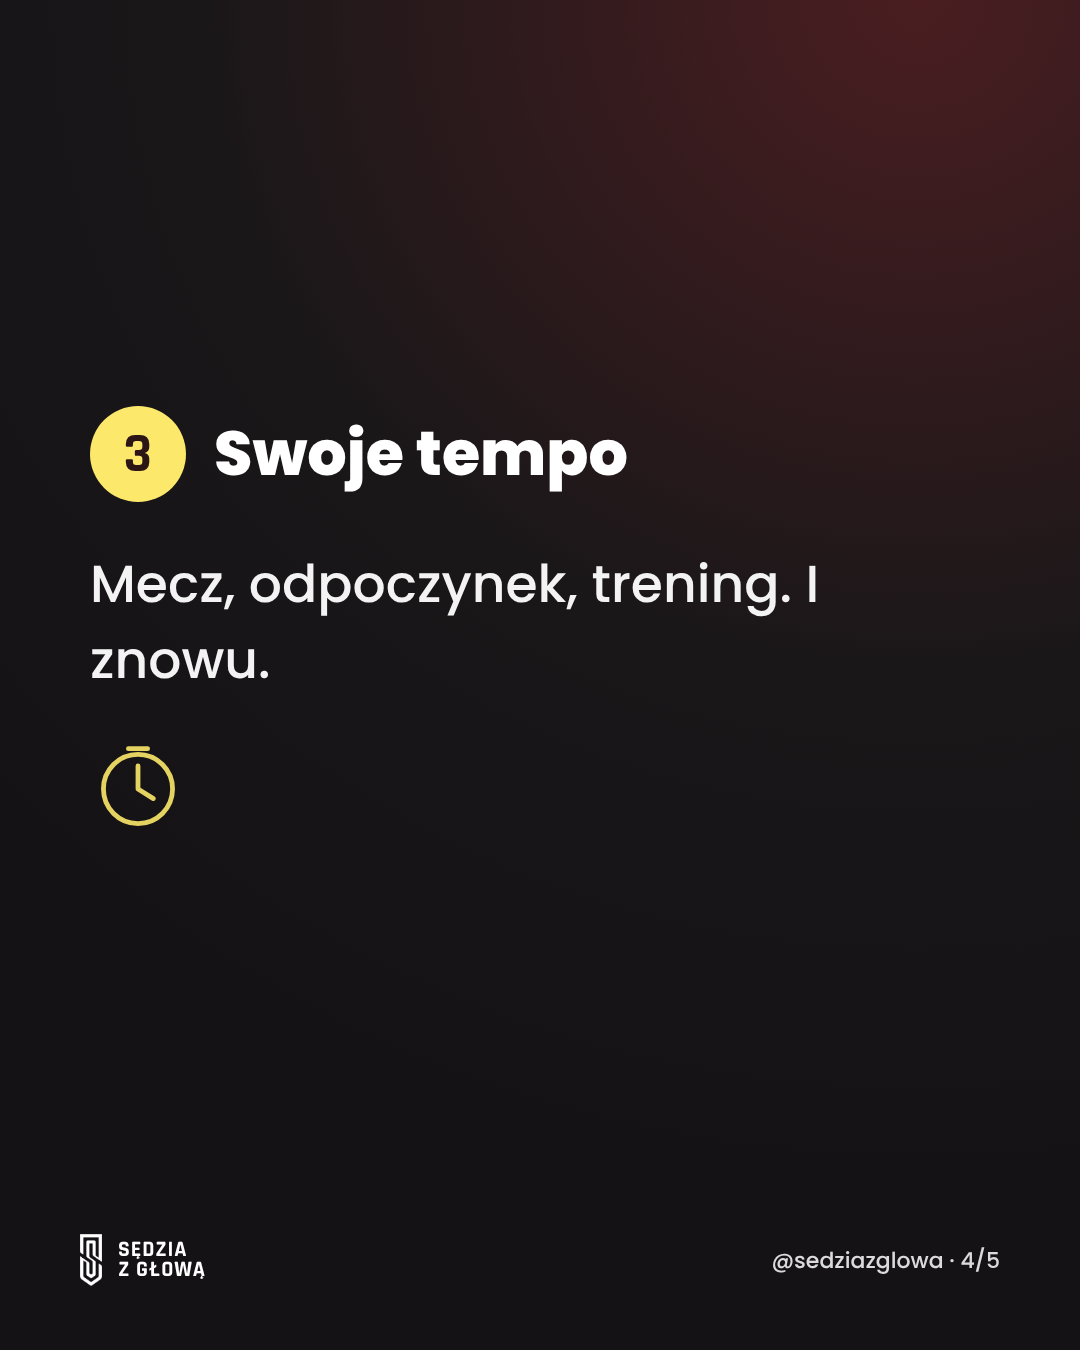 3 Swoje tempo
Mecz, odpoczynek, trening. I
znowu.
SĘDZIA
Z GŁOWĄ
@sedziazglowa · 4/5